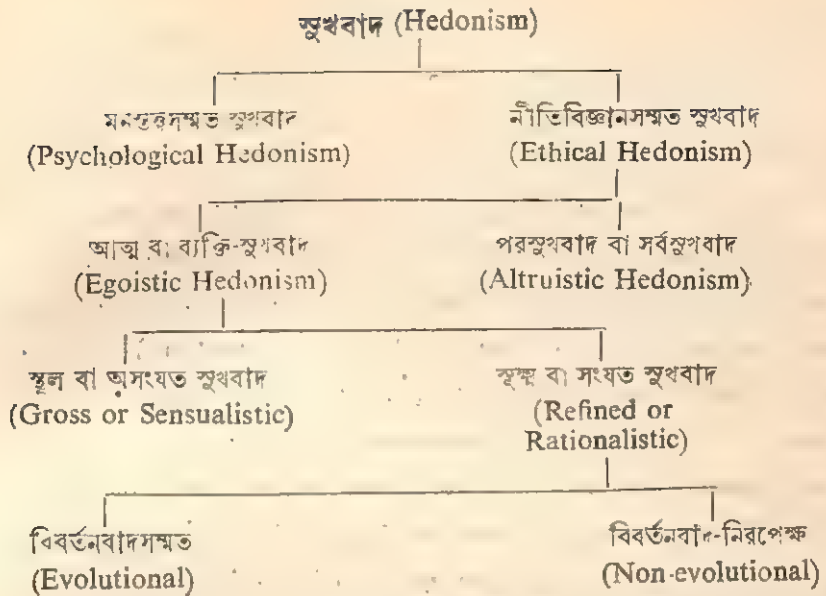 সুখবাদ (Hedonism)
মনস্তত্ত্বসম্মত সুখবাদ
(Psychological Hedonism)
নীতিবিজ্ঞানসম্মত সুখবাদ
(Ethical Hedonism)
আত্ম বা ব্যক্তি-সুখবাদ
(Egoistic Hedonism)
পরসুখবাদ বা সর্বসুখবাদ
(Altruistic Hedonism)
স্থূল বা অসংযত সুখবাদ
(Gross or Sensualistic)
সূক্ষ্ম বা সংযত সুখবাদ
(Refined or
Rationalistic)
বিবর্তনবাদসম্মত
(Evolutional)
বিবর্তনবাদ-নিরপেক্ষ
(Non-evolutional)